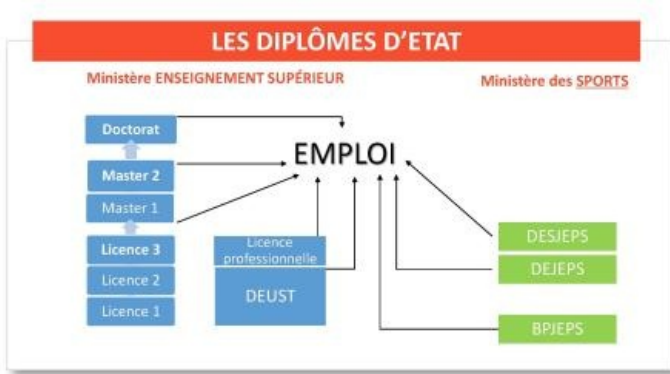 LES DIPLÔMES D'ETAT
Ministère ENSEIGNEMENT SUPÉRIEUR
Ministère des SPORTS
Doctorat
Master 2
Master 1
Licence 3
Licence 2
Licence 1
EMPLOI
Licence
professionnelle
DEUST
DESJEPS
DEJEPS
BPJEPS